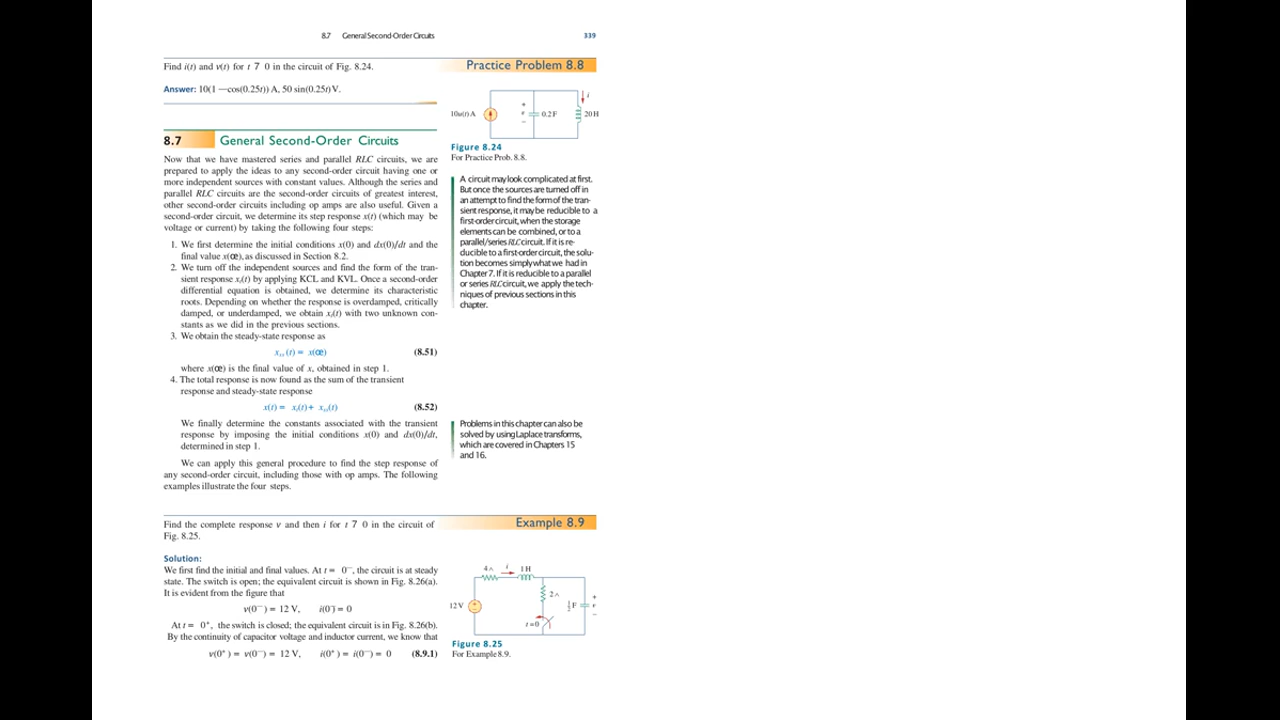 8.7 General Second-Order Circuits
339
Find i(t) and v(t) for t 7 0 in the circuit of Fig. 8.24.
Answer: 10(1 —cos(0.25t)) A, 50 sin(0.25t) V.
Practice Problem 8.8
i
+
10u(t) A
v
0.2 F
20 H
−
Figure 8.24
For Practice Prob. 8.8.
8.7 General Second-Order Circuits
Now that we have mastered series and parallel RLC circuits, we are
prepared to apply the ideas to any second-order circuit having one or
more independent sources with constant values. Although the series and
parallel RLC circuits are the second-order circuits of greatest interest,
other second-order circuits including op amps are also useful. Given a
second-order circuit, we determine its step response x(t) (which may be
voltage or current) by taking the following four steps:
1. We first determine the initial conditions x(0) and dx(0)/dt and the
final value x(œ), as discussed in Section 8.2.
2. We turn off the independent sources and find the form of the tran-
sient response xt(t) by applying KCL and KVL. Once a second-order
differential equation is obtained, we determine its characteristic
roots. Depending on whether the response is overdamped, critically
damped, or underdamped, we obtain xt(t) with two unknown con-
stants as we did in the previous sections.
3. We obtain the steady-state response as
xss (t) = x(œ) (8.51)
where x(œ) is the final value of x, obtained in step 1.
4. The total response is now found as the sum of the transient
response and steady-state response
x(t) = xt(t) + xss(t) (8.52)
We finally determine the constants associated with the transient
response by imposing the initial conditions x(0) and dx(0)/dt,
determined in step 1.
We can apply this general procedure to find the step response of
any second-order circuit, including those with op amps. The following
examples illustrate the four steps.
A circuit may look complicated at first.
But once the sources are turned off in
an attempt to find the form of the tran-
sient response, it may be reducible to a
first-order circuit, when the storage
elements can be combined, or to a
parallel/series RLC circuit. If it is re-
ducible to a first-order circuit, the solu-
tion becomes simply what we had in
Chapter 7. If it is reducible to a parallel
or series RLC circuit, we apply the tech-
niques of previous sections in this
chapter.
Problems in this chapter can also be
solved by using Laplace transforms,
which are covered in Chapters 15
and 16.
Find the complete response v and then i for t 7 0 in the circuit of
Fig. 8.25.
Example 8.9
Solution:
We first find the initial and final values. At t = 0⁻, the circuit is at steady
state. The switch is open; the equivalent circuit is shown in Fig. 8.26(a).
It is evident from the figure that
v(0⁻) = 12 V, i(0⁻) = 0
At t = 0⁺, the switch is closed; the equivalent circuit is in Fig. 8.26(b).
By the continuity of capacitor voltage and inductor current, we know that
v(0⁺) = v(0⁻) = 12 V, i(0⁺) = i(0⁻) = 0 (8.9.1)
4 ^ i 1 H
2 ^
12 V
½ F
+
v
−
t = 0
Figure 8.25
For Example 8.9.